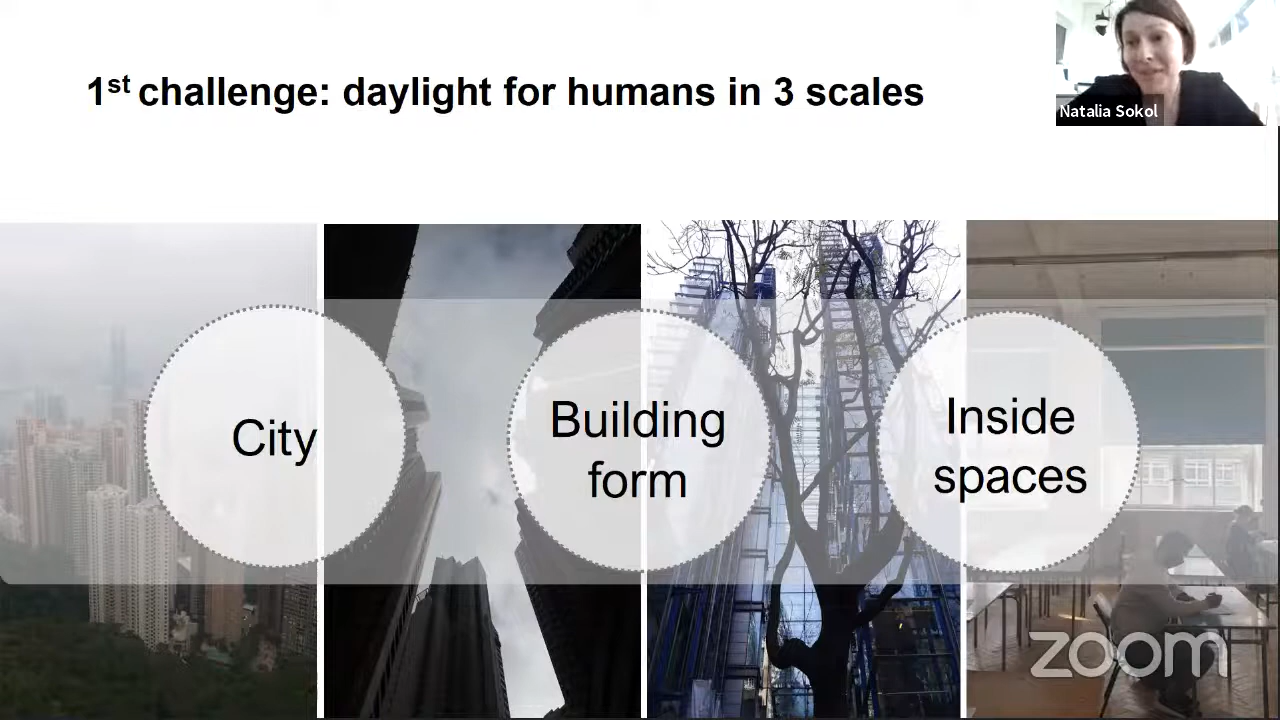 1st challenge: daylight for humans in 3 scales
Natalia Sokol
City
Building
form
Inside
spaces
zoom